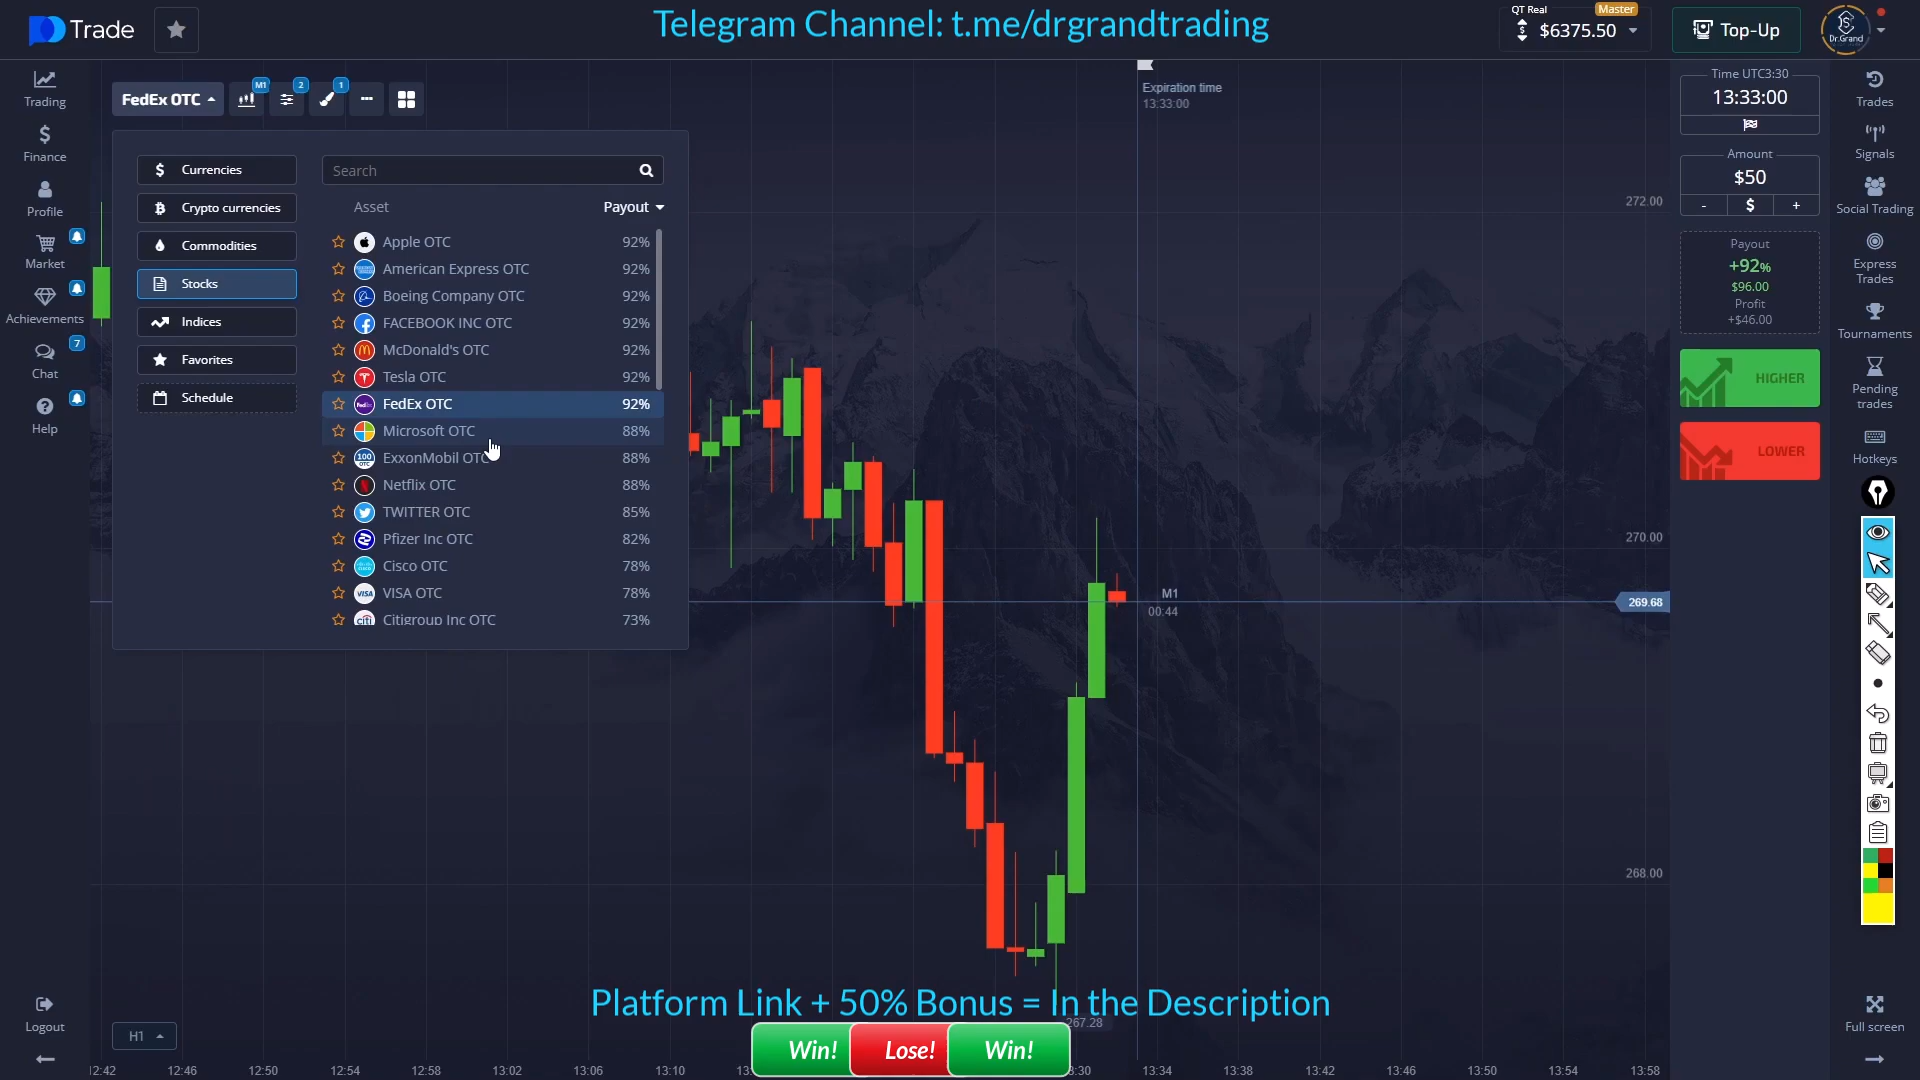 Trade
Telegram Channel: t.me/drgrandtrading
QT Real
Master
$6375.50
Top-Up
Dr.Grand
Trading
Finance
Profile
Market
Achievements
7
Chat
Help
Logout
FedEx OTC
M1
2
1
Currencies
Crypto currencies
Commodities
Stocks
Indices
Favorites
Schedule
Search
Asset
Payout
Apple OTC 92%
American Express OTC 92%
Boeing Company OTC 92%
FACEBOOK INC OTC 92%
McDonald's OTC 92%
Tesla OTC 92%
FedEx OTC 92%
Microsoft OTC 88%
ExxonMobil OTC 88%
Netflix OTC 88%
TWITTER OTC 85%
Pfizer Inc OTC 82%
Cisco OTC 78%
VISA OTC 78%
Citigroup Inc OTC 73%
Expiration time
13:33:00
272.00
270.00
M1
00:44
269.68
268.00
267.28
Time UTC3:30
13:33:00
Amount
$50
- $ +
Payout
+92%
$96.00
Profit
+$46.00
HIGHER
LOWER
Trades
Signals
Social Trading
Express
Trades
Tournaments
Pending
trades
Hotkeys
Full screen
Platform Link + 50% Bonus = In the Description
H1
Win! Lose! Win!
12:46 12:50 12:54 12:58 13:02 13:06 13:10 13:34 13:38 13:42 13:46 13:50 13:54 13:58